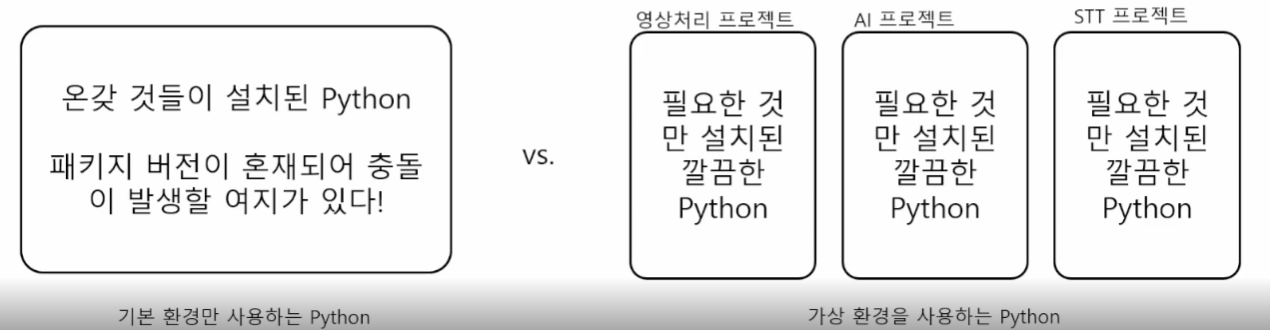 온갖 것들이 설치된 Python
패키지 버전이 혼재되어 충돌
이 발생할 여지가 있다!
기본 환경만 사용하는 Python
vs.
영상처리 프로젝트
필요한 것
만 설치된
깔끔한
Python
AI 프로젝트
필요한 것
만 설치된
깔끔한
Python
STT 프로젝트
필요한 것
만 설치된
깔끔한
Python
가상 환경을 사용하는 Python